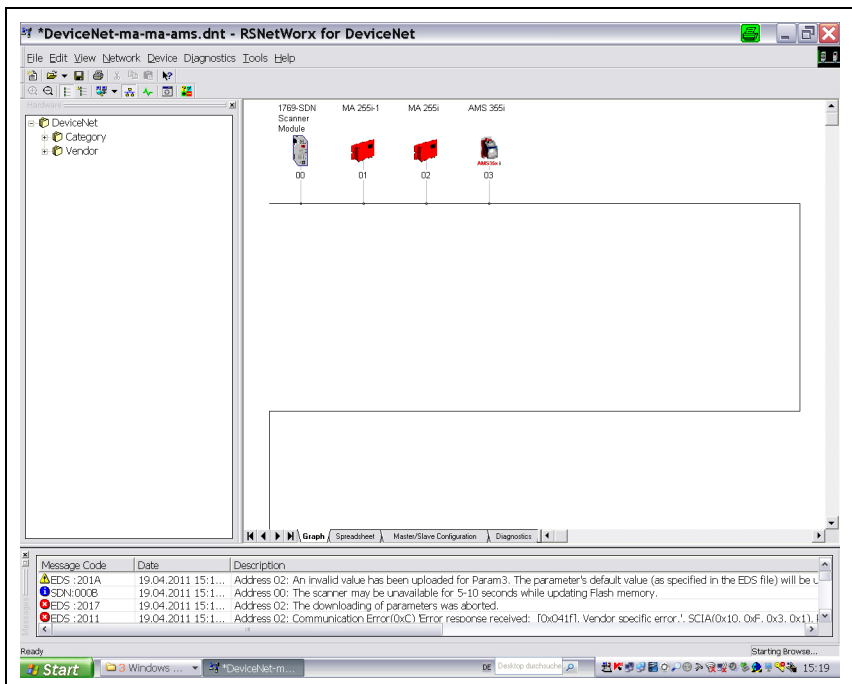 *DeviceNet-ma-ma-ams.dnt - RSNetWorx for DeviceNet
File Edit View Network Device Diagnostics Tools Help
Hardware
DeviceNet
Category
Vendor
1769-SDN Scanner Module
MA 255i-1
MA 255i
AMS 355i
AMS35x i
00
01
02
03
Graph
Spreadsheet
Master/Slave Configuration
Diagnostics
Message Code Date Description
EDS :201A 19.04.2011 15:1... Address 02: An invalid value has been uploaded for Param3. The parameter's default value (as specified in the EDS file) will be u
SDN:000B 19.04.2011 15:1... Address 00: The scanner may be unavailable for 5-10 seconds while updating Flash memory.
EDS :2017 19.04.2011 15:1... Address 02: The downloading of parameters was aborted.
EDS :2011 19.04.2011 15:1... Address 02: Communication Error(0xC) 'Error response received: [0x041f], Vendor specific error.', SCIA(0x10, 0xF, 0x3, 0x1),
Messages
Ready
Starting Browse...
Start
3 Windows ...
*DeviceNet-m...
DE
Desktop durchsuchen
15:19